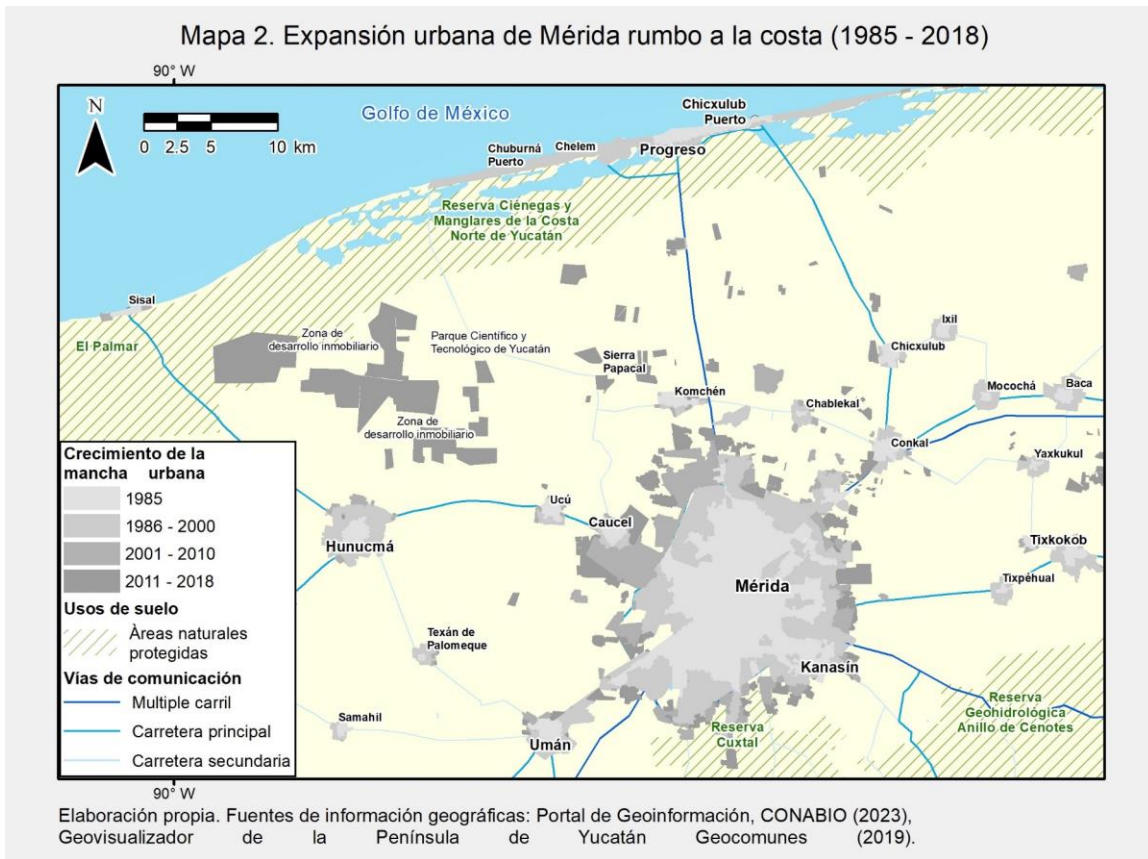 Mapa 2. Expansión urbana de Mérida rumbo a la costa (1985 - 2018)
90° W
N
0 2.5 5 10 km
Golfo de México
Chicxulub
Puerto
Progreso
Chelem
Chuburná
Puerto
Reserva Ciénegas y
Manglares de la Costa
Norte de Yucatán
Sisal
El Palmar
Zona de
desarrollo inmobiliario
Parque Científico y
Tecnológico de Yucatán
Sierra
Papacal
Ixil
Chicxulub
Komchén
Chablekal
Mocochá
Baca
Zona de
desarrollo inmobiliario
Conkal
Yaxkukul
Ucú
Caucel
Hunucmá
Tixkokob
Mérida
Tixpéhual
Texán de
Palomeque
Kanasín
Samahil
Umán
Reserva
Cuxtal
Reserva
Geohidrológica
Anillo de Cenotes
Crecimiento de la
mancha urbana
1985
1986 - 2000
2001 - 2010
2011 - 2018
Usos de suelo
Àreas naturales
protegidas
Vías de comunicación
Multiple carril
Carretera principal
Carretera secundaria
90° W
Elaboración propia. Fuentes de información geográficas: Portal de Geoinformación, CONABIO (2023),
Geovisualizador de la Península de Yucatán Geocomunes (2019).